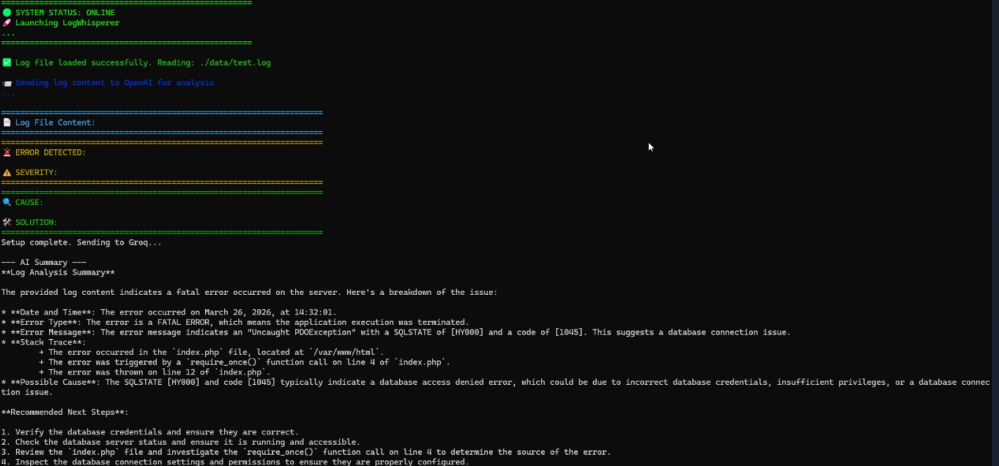 =====================================================
SYSTEM STATUS: ONLINE
Launching LogWhisperer
...
=====================================================
Log file loaded successfully. Reading: ./data/test.log
Sending log content to OpenAI for analysis
...
====================================================================
Log File Content:
====================================================================
====================================================================
ERROR DETECTED:
SEVERITY:
====================================================================
====================================================================
CAUSE:
SOLUTION:
====================================================================
Setup complete. Sending to Groq...
--- AI Summary ---
**Log Analysis Summary**
The provided log content indicates a fatal error occurred on the server. Here's a breakdown of the issue:
* **Date and Time**: The error occurred on March 26, 2026, at 14:32:01.
* **Error Type**: The error is a FATAL ERROR, which means the application execution was terminated.
* **Error Message**: The error message indicates an "Uncaught PDOException" with a SQLSTATE of [HY000] and a code of [1045]. This suggests a database connection issue.
* **Stack Trace**:
+ The error occurred in the `index.php` file, located at `/var/www/html`.
+ The error was triggered by a `require_once()` function call on line 4 of `index.php`.
+ The error was thrown on line 12 of `index.php`.
* **Possible Cause**: The SQLSTATE [HY000] and code [1045] typically indicate a database access denied error, which could be due to incorrect database credentials, insufficient privileges, or a database connec
tion issue.
**Recommended Next Steps**:
1. Verify the database credentials and ensure they are correct.
2. Check the database server status and ensure it is running and accessible.
3. Review the `index.php` file and investigate the `require_once()` function call on line 4 to determine the source of the error.
4. Inspect the database connection settings and permissions to ensure they are properly configured.